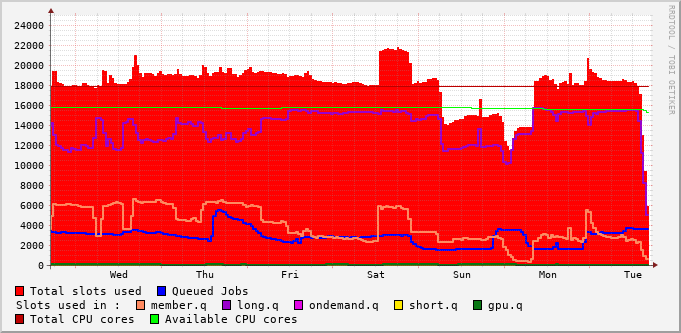 RRDTOOL / TOBI OETIKER
24000
22000
20000
18000
16000
14000
12000
10000
8000
6000
4000
2000
0
Wed Thu Fri Sat Sun Mon Tue
Total slots used Queued Jobs
Slots used in : member.q long.q ondemand.q short.q gpu.q
Total CPU cores Available CPU cores